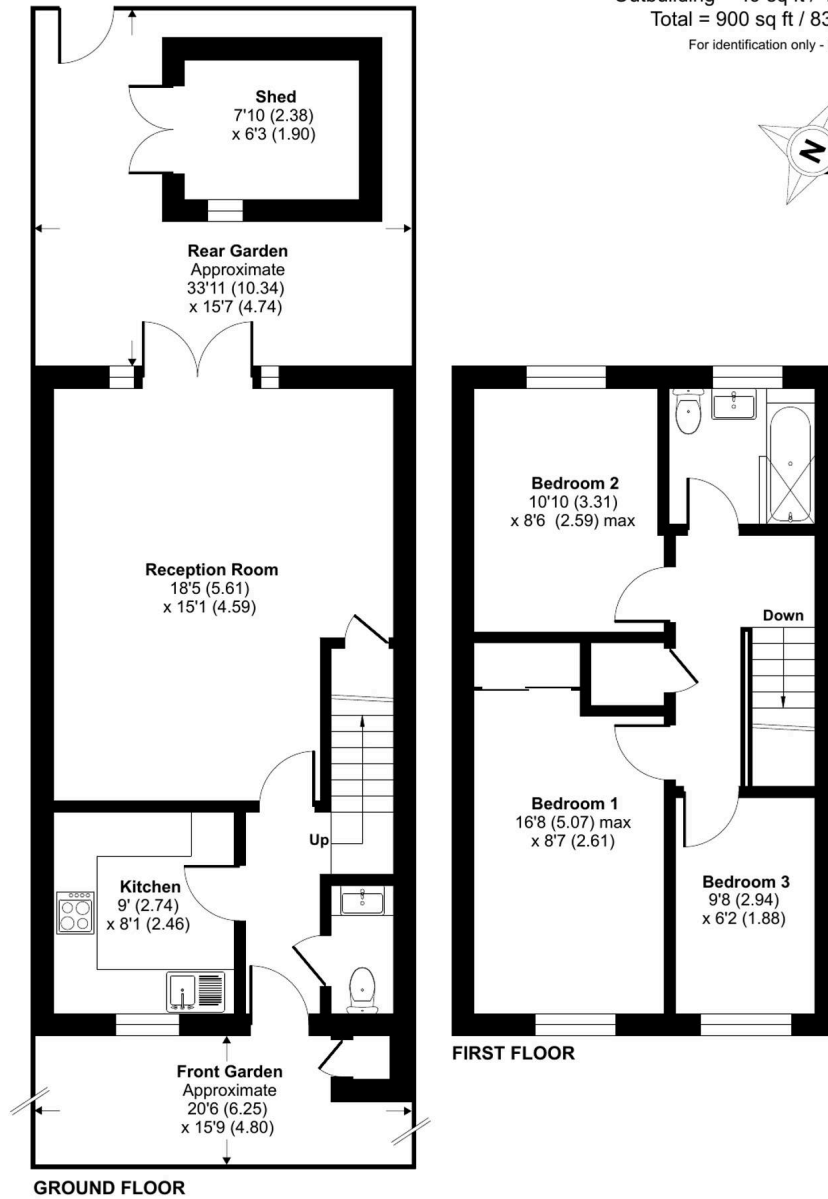 Total = 900 sq ft / 83
For identification only -
N
Shed
7'10 (2.38)
x 6'3 (1.90)
Rear Garden
Approximate
33'11 (10.34)
x 15'7 (4.74)
Reception Room
18'5 (5.61)
x 15'1 (4.59)
Up
Kitchen
9' (2.74)
x 8'1 (2.46)
Front Garden
Approximate
20'6 (6.25)
x 15'9 (4.80)
GROUND FLOOR
Bedroom 2
10'10 (3.31)
x 8'6 (2.59) max
Down
Bedroom 1
16'8 (5.07) max
x 8'7 (2.61)
Bedroom 3
9'8 (2.94)
x 6'2 (1.88)
FIRST FLOOR